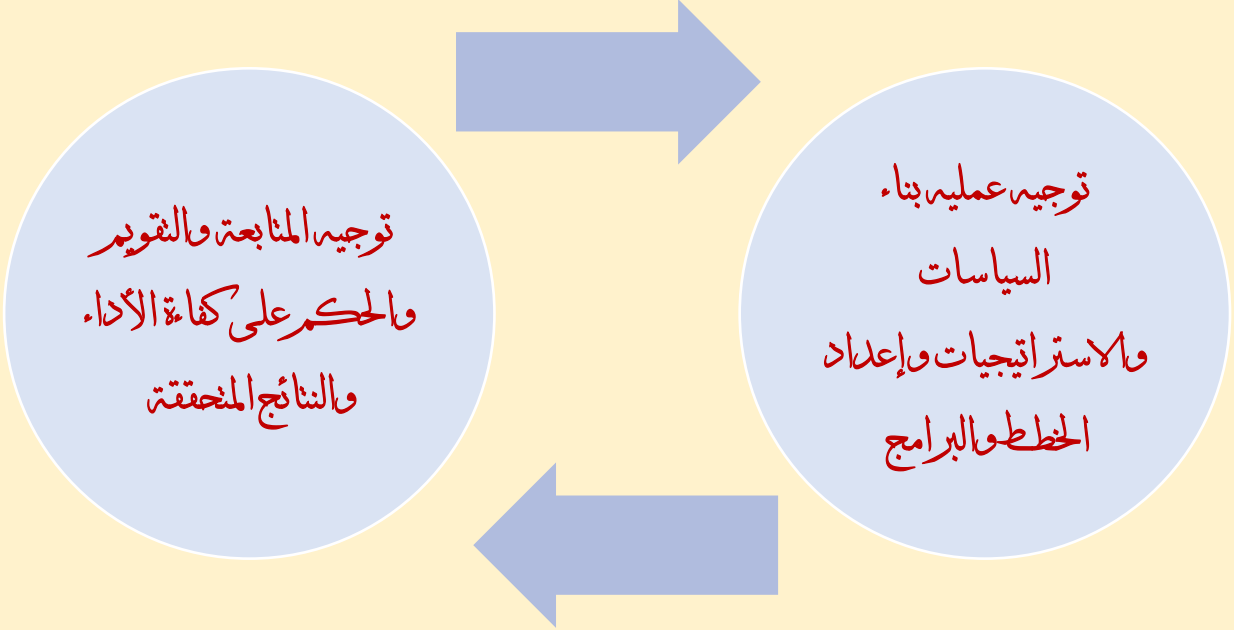 توجيه عمليه بناء
السياسات
والاستراتيجيات وإعداد
الخطط والبرامج
توجيه المتابعة والتقويم
والحكم على كفاءة الأداء
والنتائج المتحققة